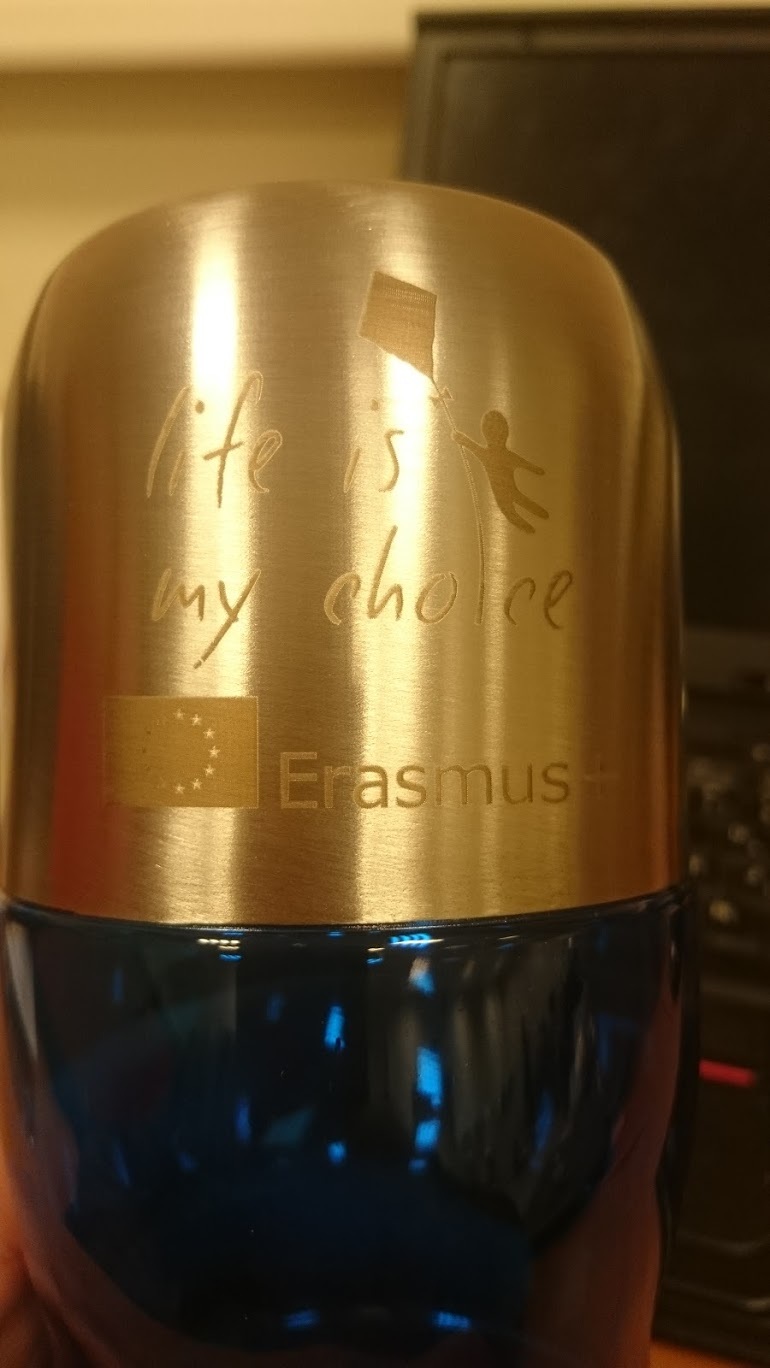 life is
my choice
Erasmus+